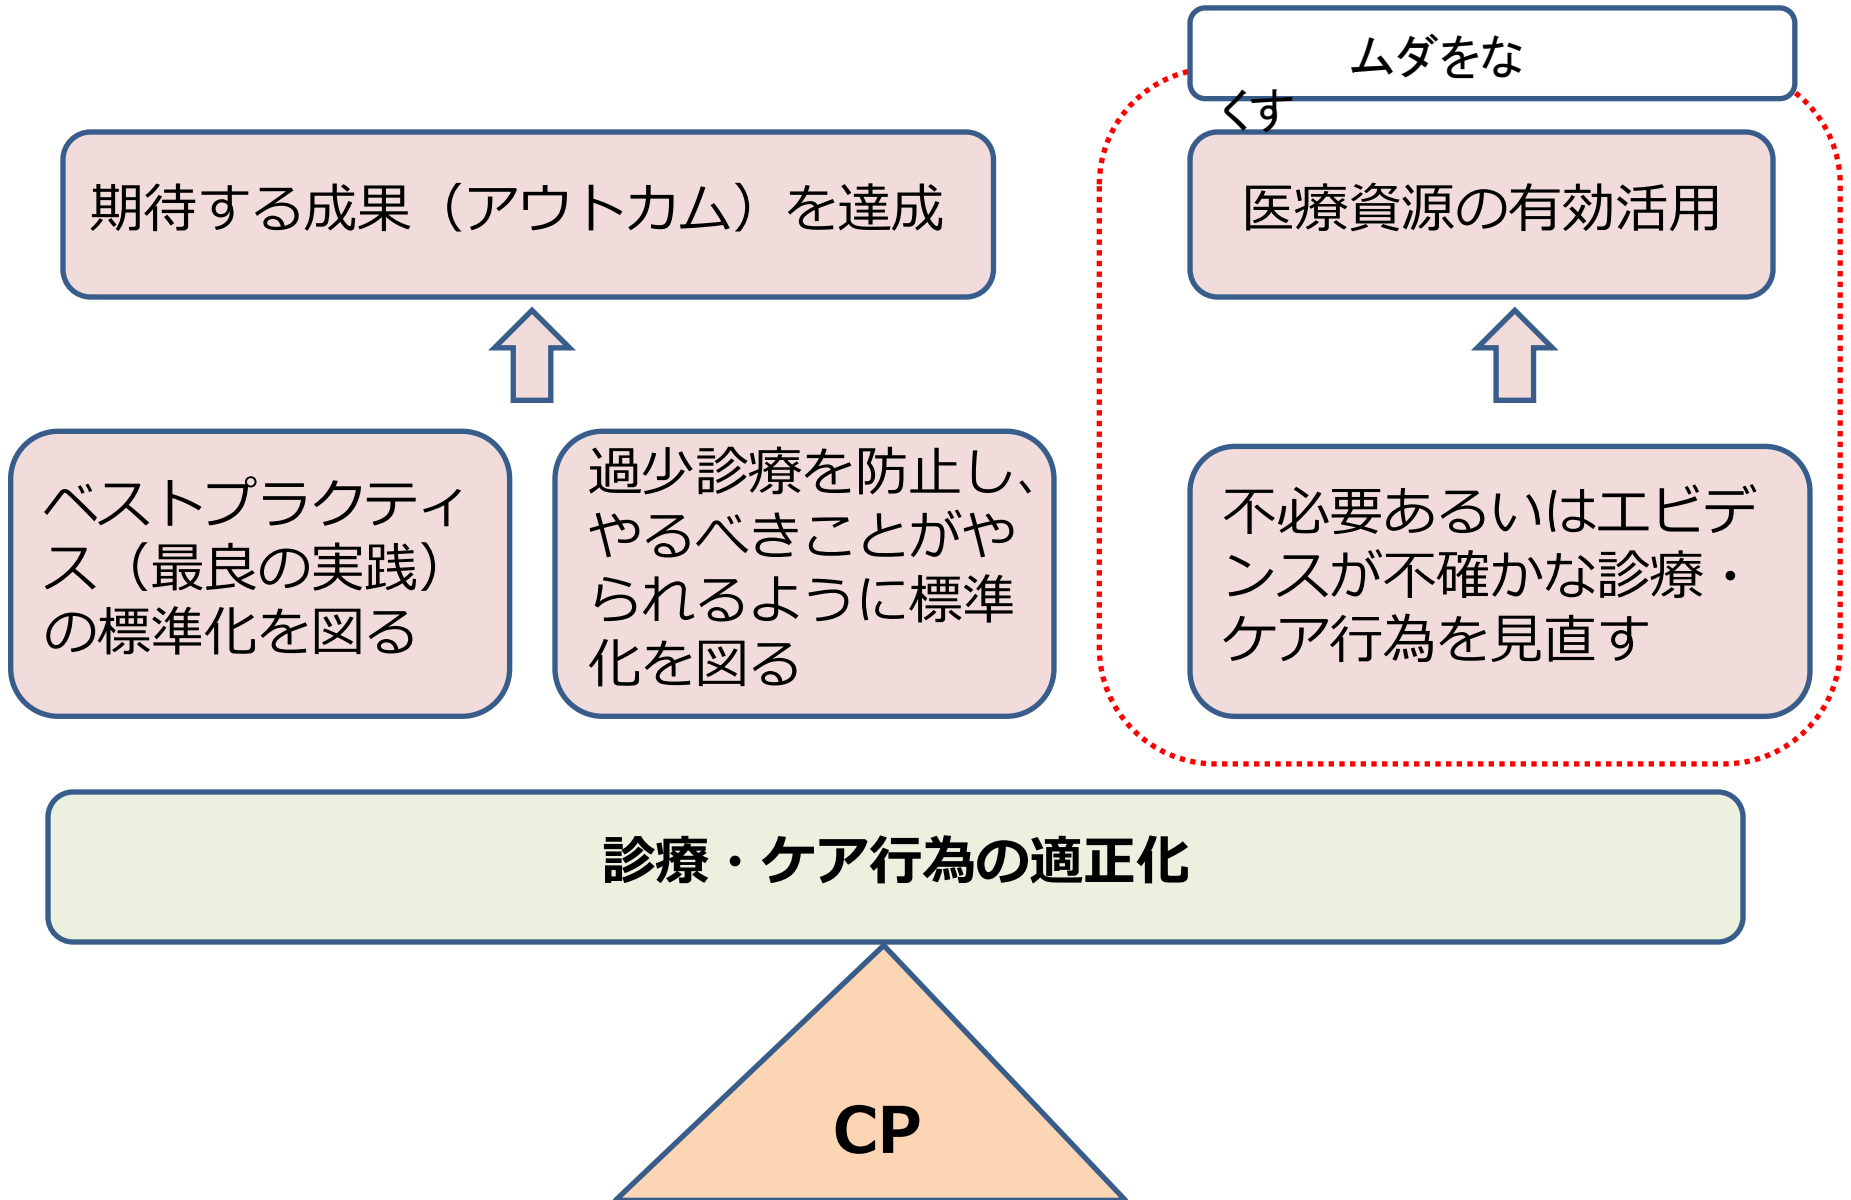 ムダをな
くす
期待する成果（アウトカム）を達成
医療資源の有効活用
ベストプラクティ
ス（最良の実践）
の標準化を図る
過少診療を防止し、
やるべきことがや
られるように標準
化を図る
不必要あるいはエビデ
ンスが不確かな診療・
ケア行為を見直す
診療・ケア行為の適正化
CP